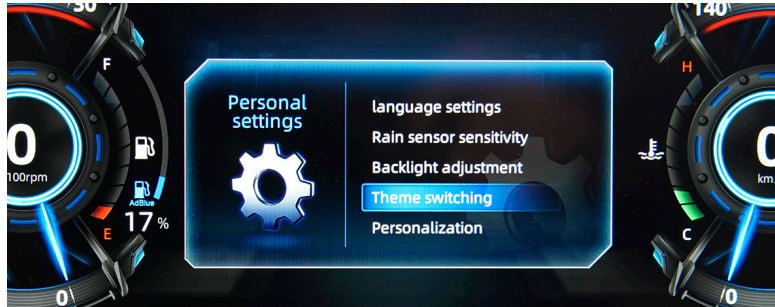 30
140
F
H
Personal
settings
language settings
Rain sensor sensitivity
Backlight adjustment
Theme switching
Personalization
0
100rpm
km
AdBlue
17%
E
C
0
0